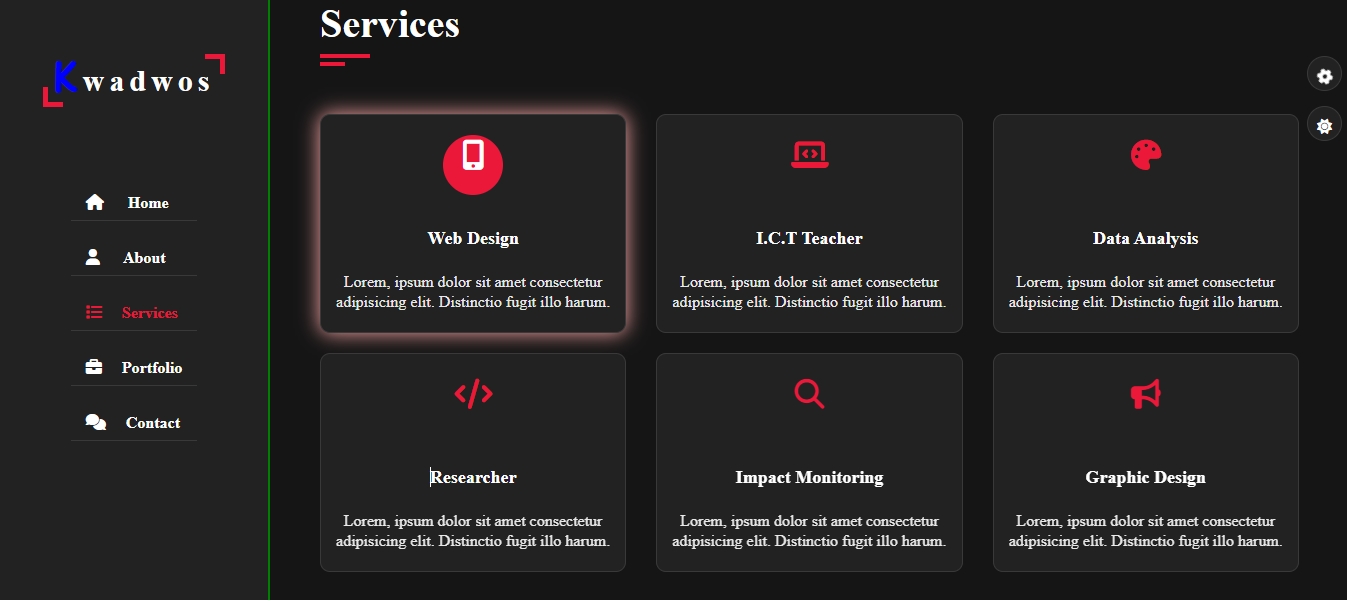 Kwadwos
Home
About
Services
Portfolio
Contact
Services
Web Design
Lorem, ipsum dolor sit amet consectetur
adipisicing elit. Distinctio fugit illo harum.
I.C.T Teacher
Lorem, ipsum dolor sit amet consectetur
adipisicing elit. Distinctio fugit illo harum.
Data Analysis
Lorem, ipsum dolor sit amet consectetur
adipisicing elit. Distinctio fugit illo harum.
Researcher
Lorem, ipsum dolor sit amet consectetur
adipisicing elit. Distinctio fugit illo harum.
Impact Monitoring
Lorem, ipsum dolor sit amet consectetur
adipisicing elit. Distinctio fugit illo harum.
Graphic Design
Lorem, ipsum dolor sit amet consectetur
adipisicing elit. Distinctio fugit illo harum.